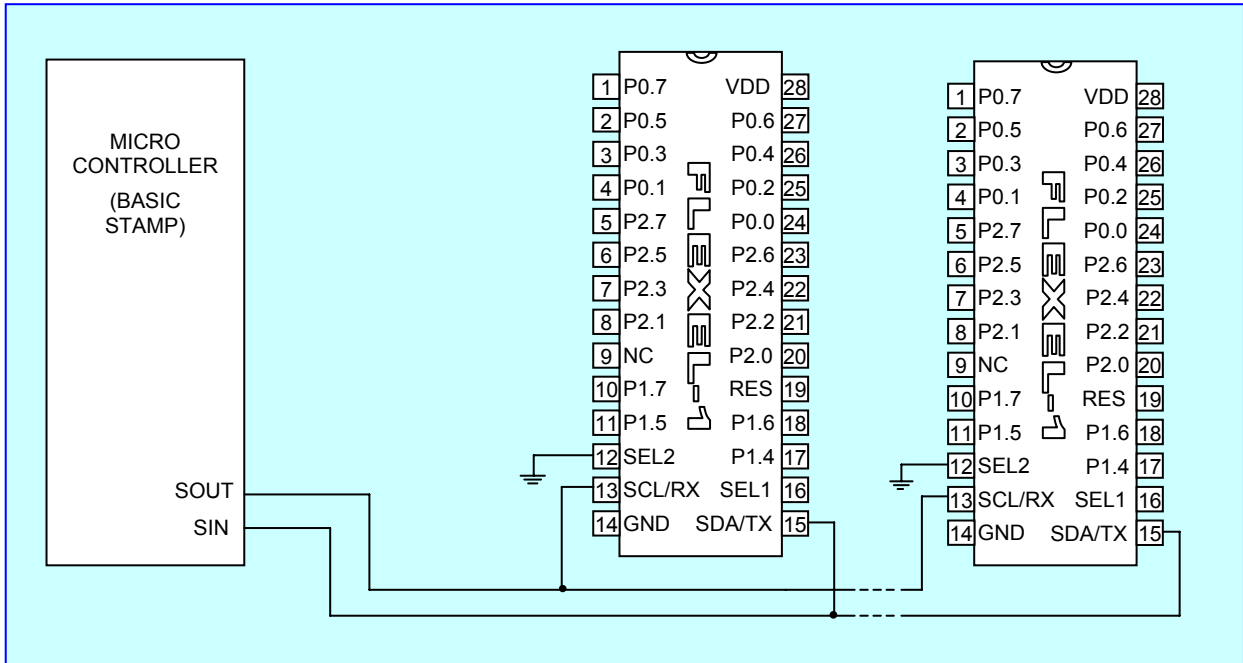 MICRO
CONTROLLER
(BASIC
STAMP)
SOUT
SIN
FLEXEL-1
1 P0.7 VDD 28
2 P0.5 P0.6 27
3 P0.3 P0.4 26
4 P0.1 P0.2 25
5 P2.7 P0.0 24
6 P2.5 P2.6 23
7 P2.3 P2.4 22
8 P2.1 P2.2 21
9 NC P2.0 20
10 P1.7 RES 19
11 P1.5 P1.6 18
12 SEL2 P1.4 17
13 SCL/RX SEL1 16
14 GND SDA/TX 15
FLEXEL-1
1 P0.7 VDD 28
2 P0.5 P0.6 27
3 P0.3 P0.4 26
4 P0.1 P0.2 25
5 P2.7 P0.0 24
6 P2.5 P2.6 23
7 P2.3 P2.4 22
8 P2.1 P2.2 21
9 NC P2.0 20
10 P1.7 RES 19
11 P1.5 P1.6 18
12 SEL2 P1.4 17
13 SCL/RX SEL1 16
14 GND SDA/TX 15